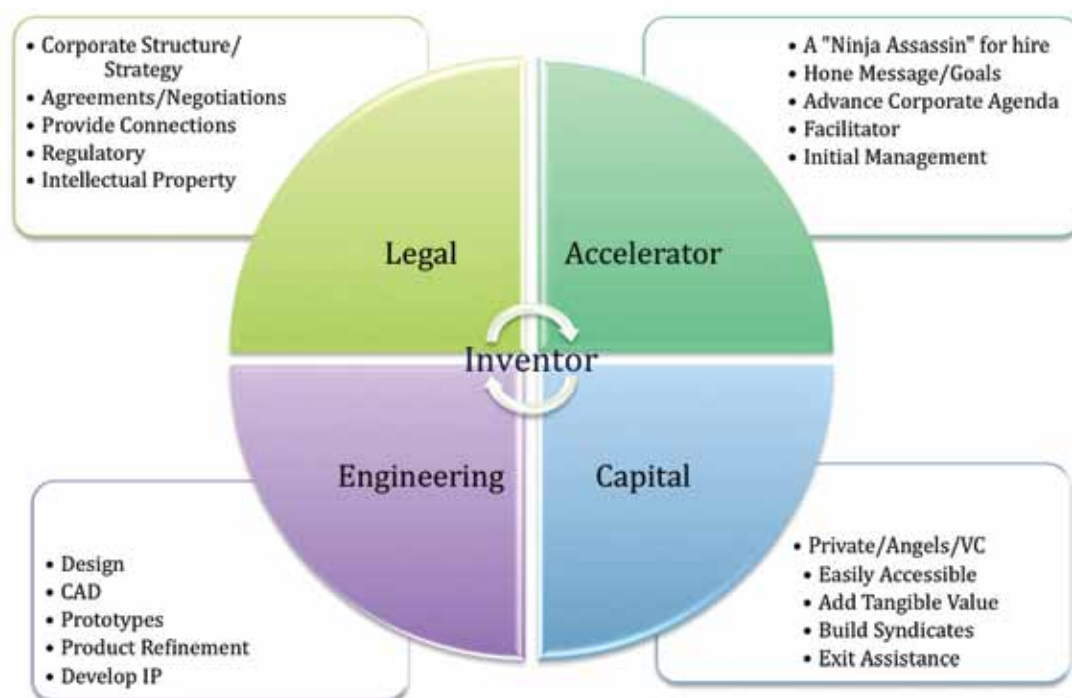 • Corporate Structure/
Strategy
• Agreements/Negotiations
• Provide Connections
• Regulatory
• Intellectual Property
• A "Ninja Assassin" for hire
• Hone Message/Goals
• Advance Corporate Agenda
• Facilitator
• Initial Management
Legal
Accelerator
Inventor
Engineering
Capital
• Design
• CAD
• Prototypes
• Product Refinement
• Develop IP
• Private/Angels/VC
• Easily Accessible
• Add Tangible Value
• Build Syndicates
• Exit Assistance